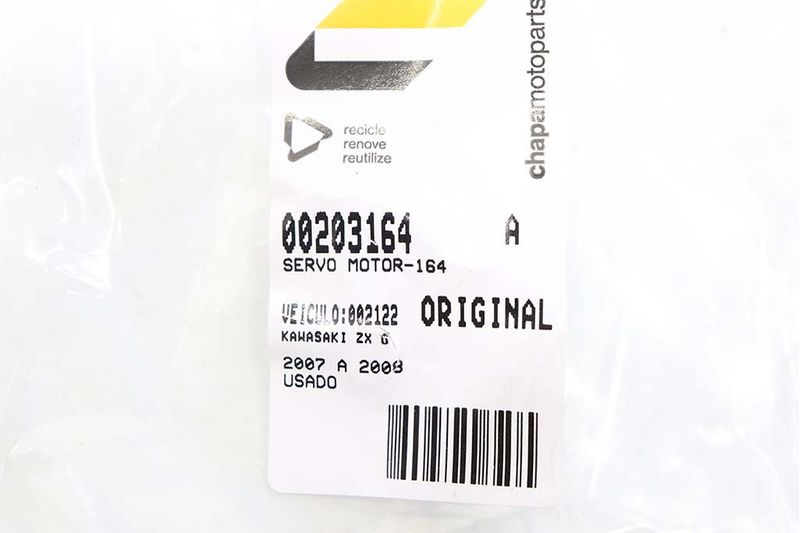 chapamotoparts
recicle
renove
reutilize
00203164 A
SERVO MOTOR-164
VEICULO:002122 ORIGINAL
KAWASAKI ZX 6
2007 A 2008
USADO